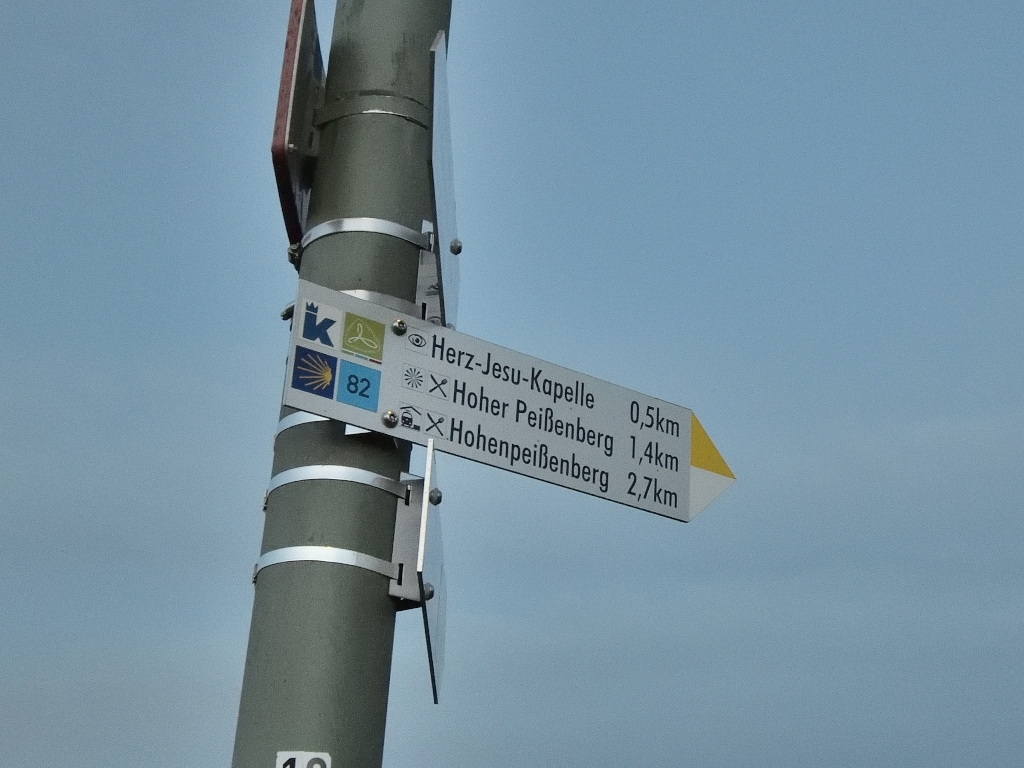 K
82
Herz-Jesu-Kapelle 0,5km
Hoher Peißenberg 1,4km
Hohenpeißenberg 2,7km